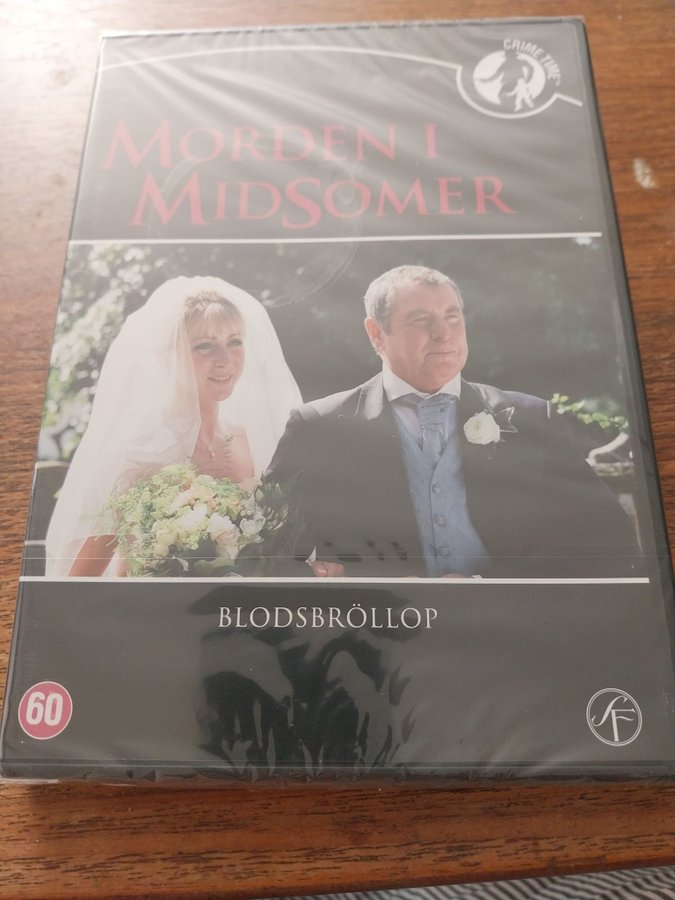 CRIME TIME
MORDEN I
MIDSOMER
BLODSBRÖLLOP
60
SF